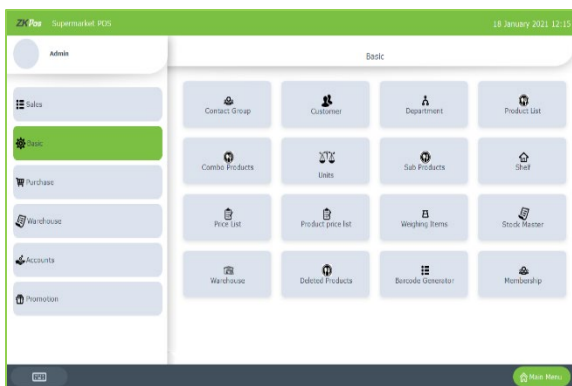 ZKPos Supermarket POS 18 January 2021 12:15
Admin
Basic
Sales
Basic
Purchase
Warehouse
Accounts
Promotion
Contact Group Customer Department Product List
Combo Products Units Sub Products Shelf
Price List Product price list Weighing Items Stock Master
Warehouse Deleted Products Barcode Generator Membership
Main Menu